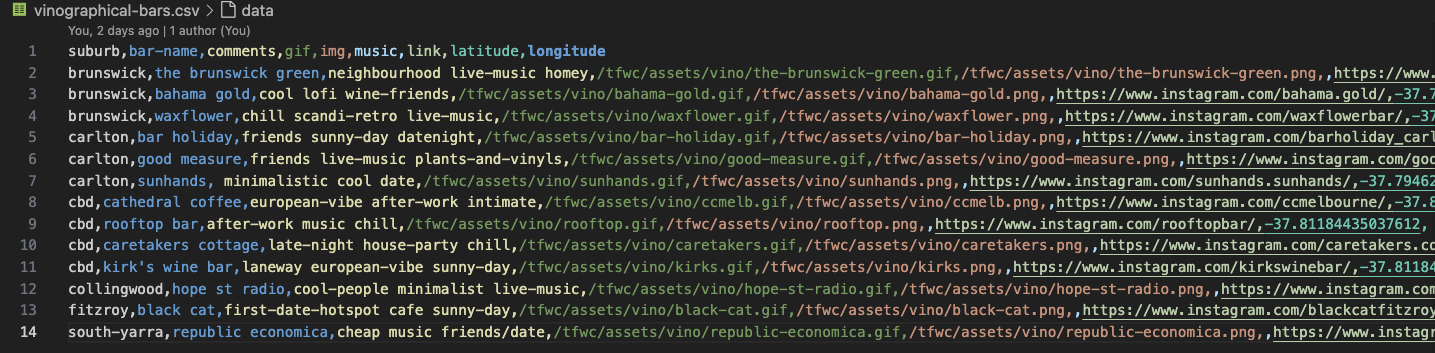 vinographical-bars.csv > data
You, 2 days ago | 1 author (You)
1 suburb,bar-name,comments,gif,img,music,link,latitude,longitude
2 brunswick,the brunswick green,neighbourhood live-music homey,/tfwc/assets/vino/the-brunswick-green.gif,/tfwc/assets/vino/the-brunswick-green.png,,https://www.
3 brunswick,bahama gold,cool lofi wine-friends,/tfwc/assets/vino/bahama-gold.gif,/tfwc/assets/vino/bahama-gold.png,,https://www.instagram.com/bahama.gold/,-37.7
4 brunswick,waxflower,chill scandi-retro live-music,/tfwc/assets/vino/waxflower.gif,/tfwc/assets/vino/waxflower.png,,https://www.instagram.com/waxflowerbar/,-37
5 carlton,bar holiday,friends sunny-day datenight,/tfwc/assets/vino/bar-holiday.gif,/tfwc/assets/vino/bar-holiday.png,,https://www.instagram.com/barholiday_carl
6 carlton,good measure,friends live-music plants-and-vinyls,/tfwc/assets/vino/good-measure.gif,/tfwc/assets/vino/good-measure.png,,https://www.instagram.com/goo
7 carlton,sunhands, minimalistic cool date,/tfwc/assets/vino/sunhands.gif,/tfwc/assets/vino/sunhands.png,,https://www.instagram.com/sunhands.sunhands/,-37.79462
8 cbd,cathedral coffee,european-vibe after-work intimate,/tfwc/assets/vino/ccmelb.gif,/tfwc/assets/vino/ccmelb.png,,https://www.instagram.com/ccmelbourne/,-37.8
9 cbd,rooftop bar,after-work music chill,/tfwc/assets/vino/rooftop.gif,/tfwc/assets/vino/rooftop.png,,https://www.instagram.com/rooftopbar/,-37.81184435037612,
10 cbd,caretakers cottage,late-night house-party chill,/tfwc/assets/vino/caretakers.gif,/tfwc/assets/vino/caretakers.png,,https://www.instagram.com/caretakers.co
11 cbd,kirk's wine bar,laneway european-vibe sunny-day,/tfwc/assets/vino/kirks.gif,/tfwc/assets/vino/kirks.png,,https://www.instagram.com/kirkswinebar/,-37.81184
12 collingwood,hope st radio,cool-people minimalist live-music,/tfwc/assets/vino/hope-st-radio.gif,/tfwc/assets/vino/hope-st-radio.png,,https://www.instagram.com
13 fitzroy,black cat,first-date-hotspot cafe sunny-day,/tfwc/assets/vino/black-cat.gif,/tfwc/assets/vino/black-cat.png,,https://www.instagram.com/blackcatfitzroy
14 south-yarra,republic economica,cheap music friends/date,/tfwc/assets/vino/republic-economica.gif,/tfwc/assets/vino/republic-economica.png,,https://www.insta